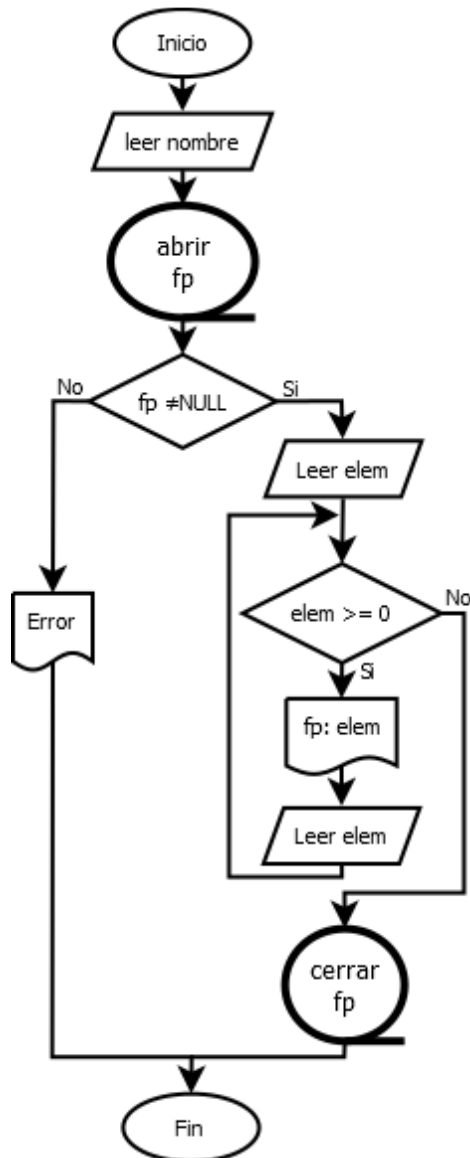 Inicio
leer nombre
abrir
fp
No
fp ≠NULL
Si
Leer elem
Error
elem >= 0
No
Si
fp: elem
Leer elem
cerrar
fp
Fin